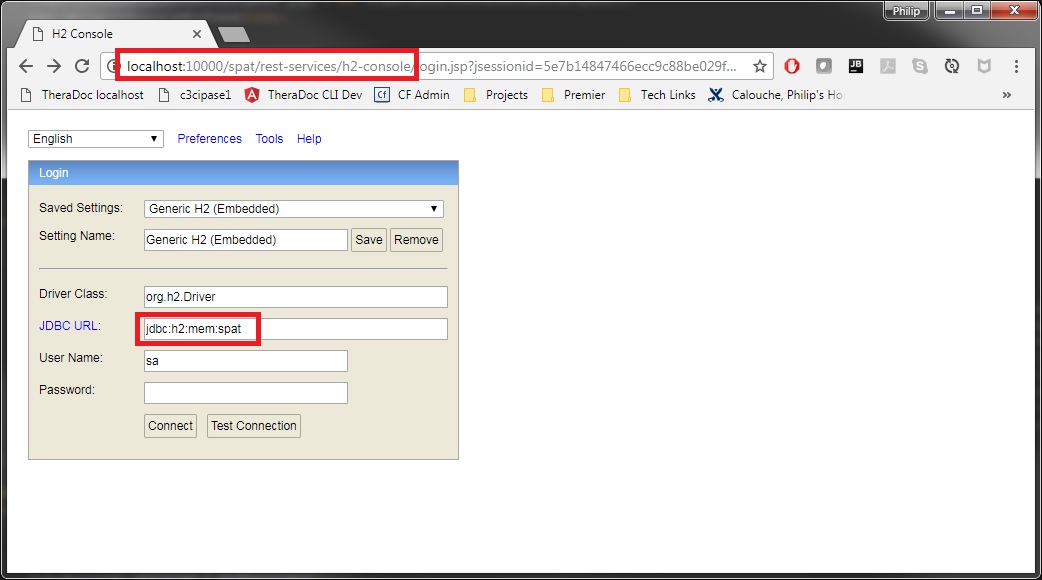 Philip
H2 Console
localhost:10000/spat/rest-services/h2-console/login.jsp?jsessionid=5e7b14847466ecc9c88be029f...
TheraDoc localhost c3cipase1 TheraDoc CLI Dev Cf CF Admin Projects Premier Tech Links Calouche, Philip's Ho
English Preferences Tools Help
Login
Saved Settings: Generic H2 (Embedded)
Setting Name: Generic H2 (Embedded) Save Remove
Driver Class: org.h2.Driver
JDBC URL: jdbc:h2:mem:spat
User Name: sa
Password:
Connect Test Connection